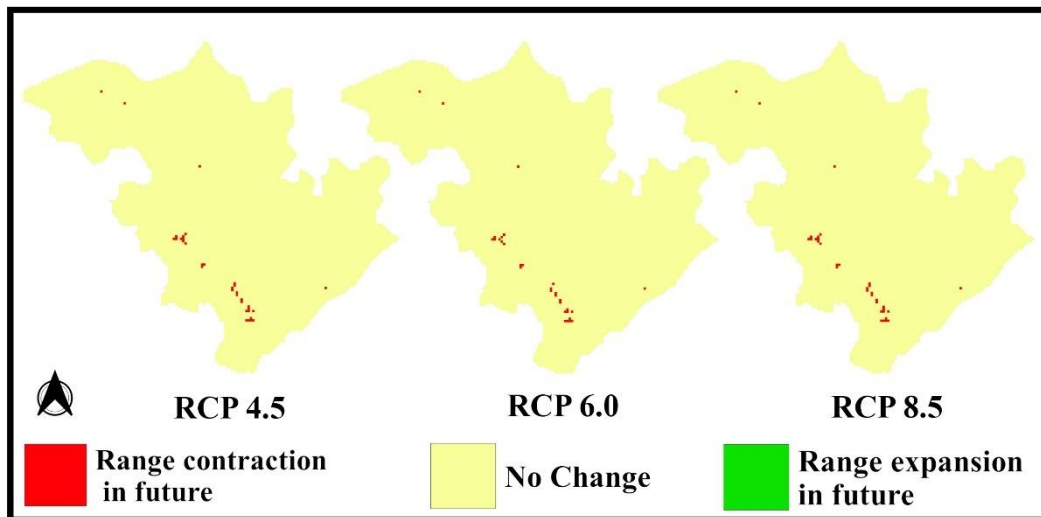 RCP 4.5
RCP 6.0
RCP 8.5
Range contraction
in future
No Change
Range expansion
in future